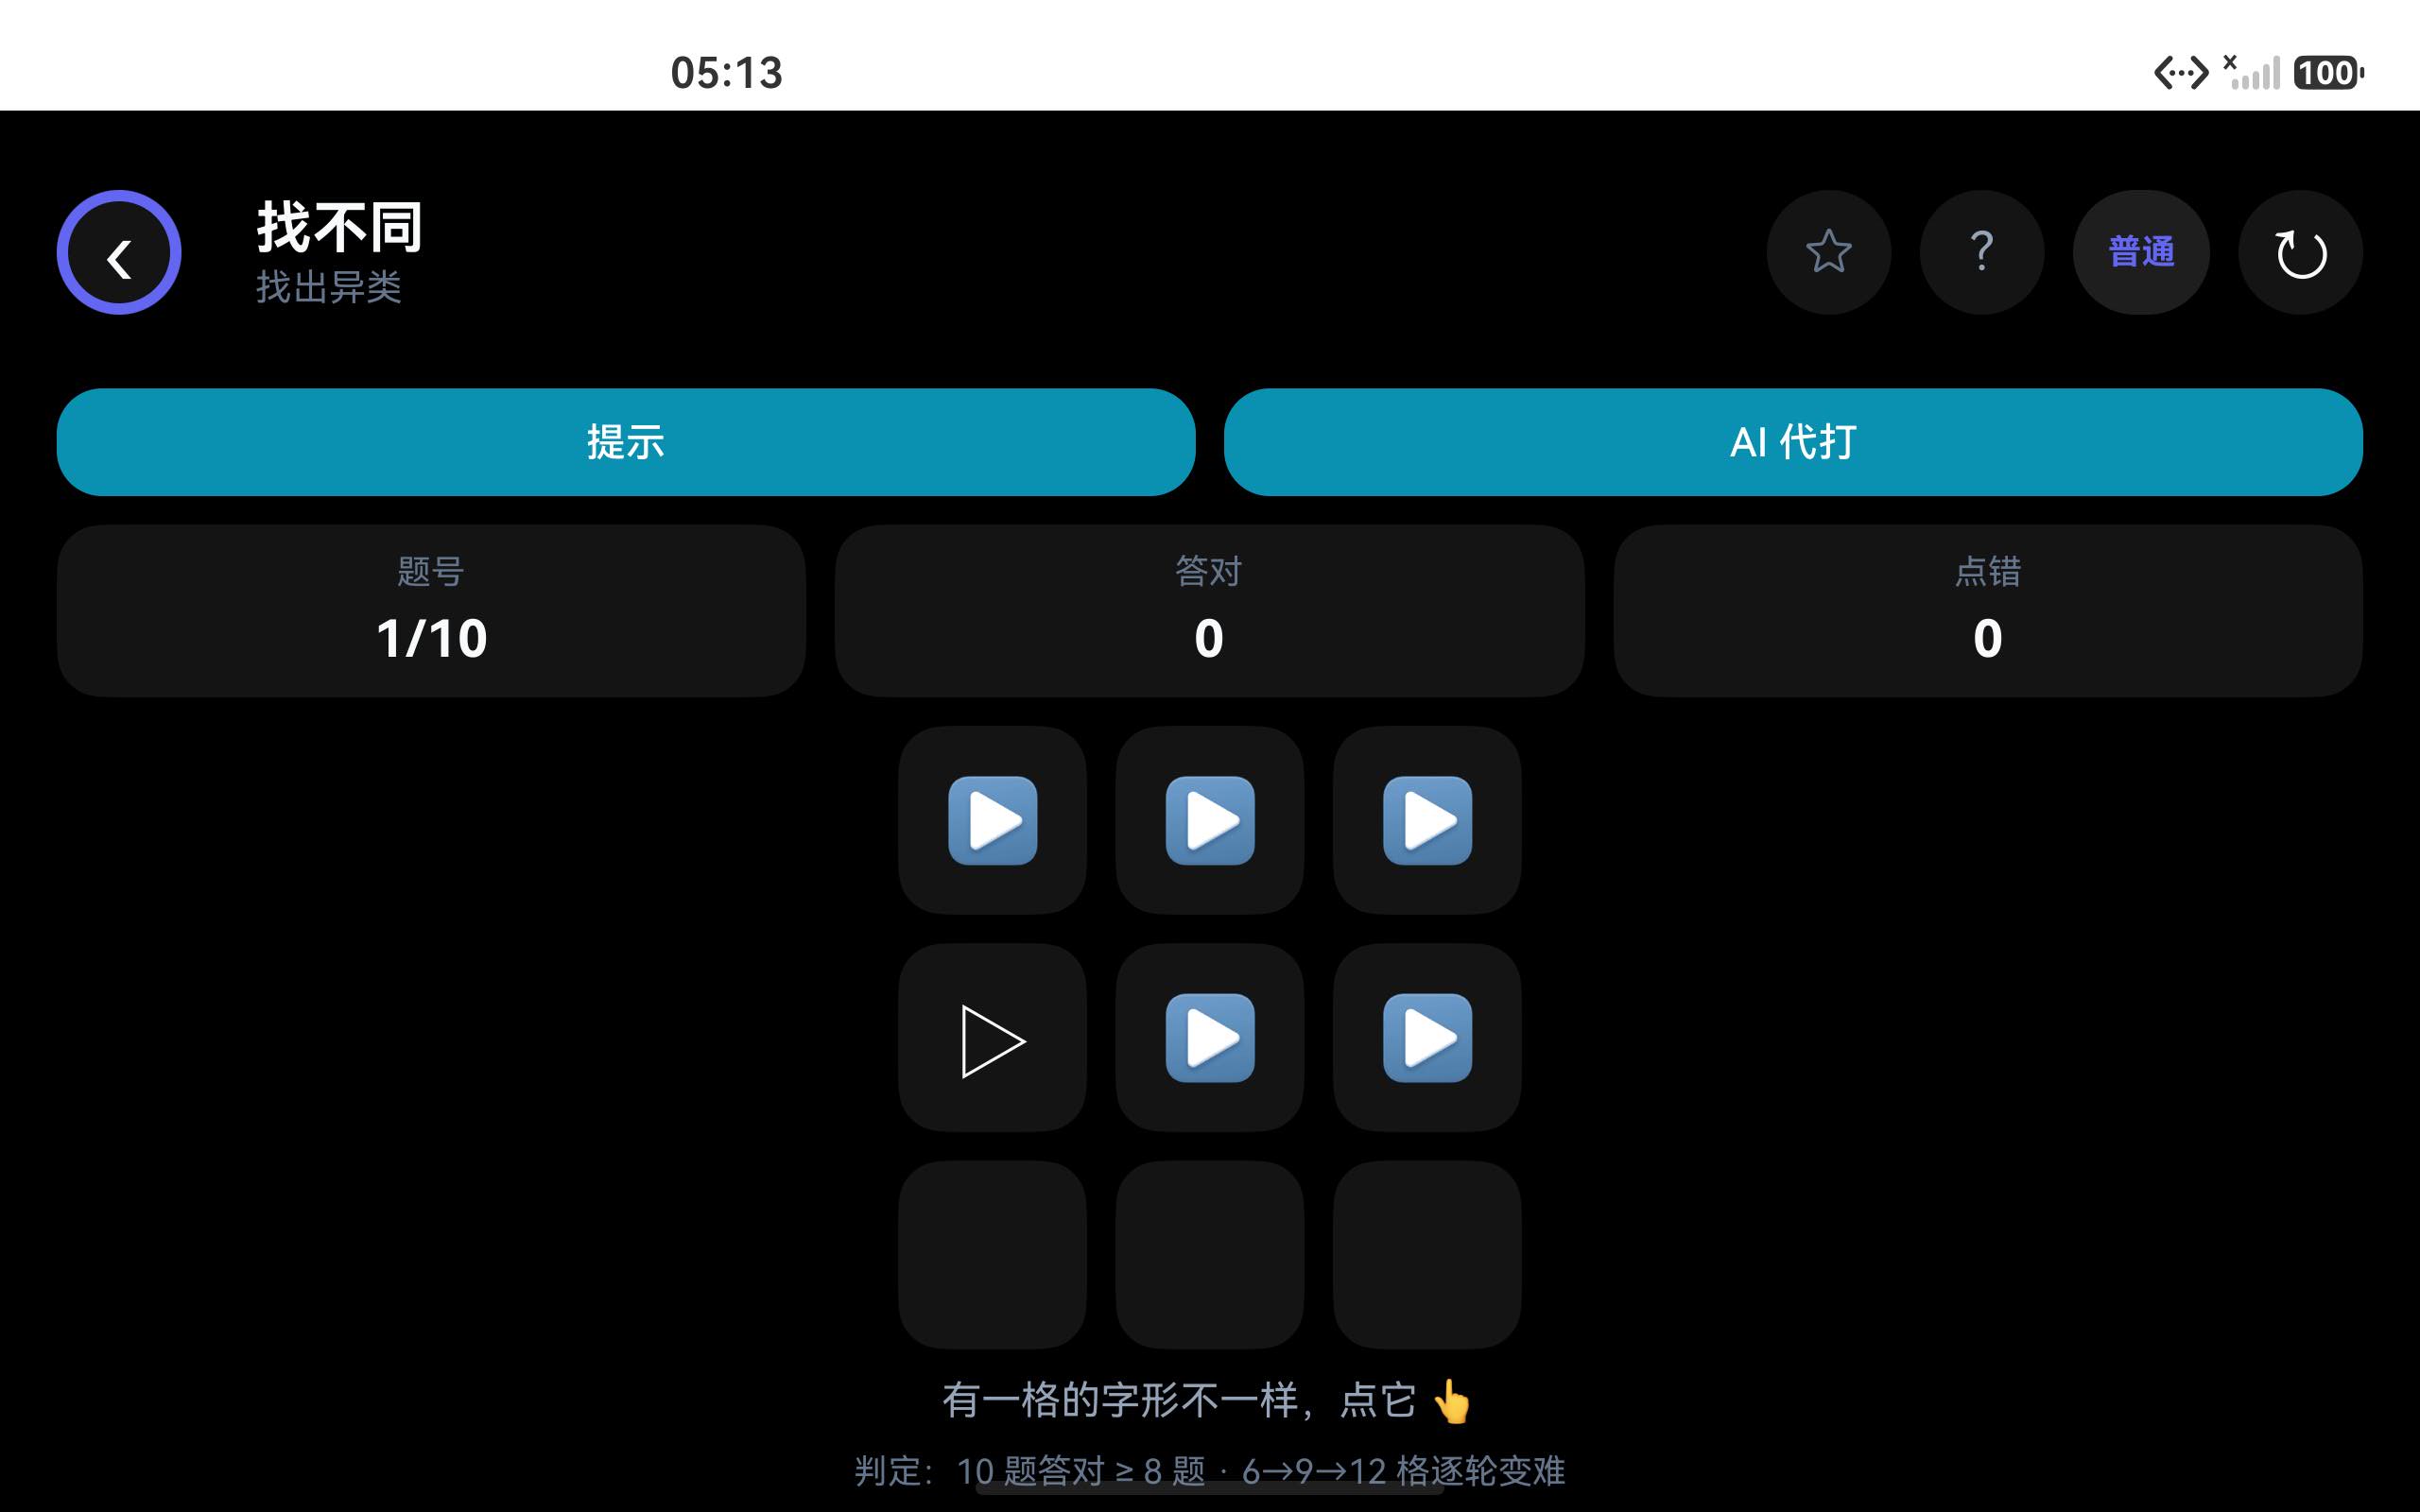 05:13
100
找不同
找出异类
?
普通
提示
AI 代打
题号
答对
点错
1/10
0
0
有一格的字形不一样，点它 👆
判定：10 题答对 ≥ 8 题 · 6→9→12 格逐轮变难